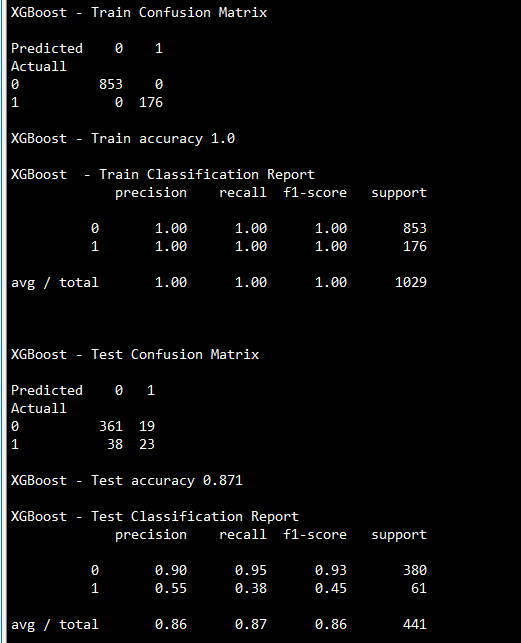 XGBoost - Train Confusion Matrix
Predicted 0 1
Actuall
0 853 0
1 0 176
XGBoost - Train accuracy 1.0
XGBoost - Train Classification Report
precision recall f1-score support
0 1.00 1.00 1.00 853
1 1.00 1.00 1.00 176
avg / total 1.00 1.00 1.00 1029
XGBoost - Test Confusion Matrix
Predicted 0 1
Actuall
0 361 19
1 38 23
XGBoost - Test accuracy 0.871
XGBoost - Test Classification Report
precision recall f1-score support
0 0.90 0.95 0.93 380
1 0.55 0.38 0.45 61
avg / total 0.86 0.87 0.86 441